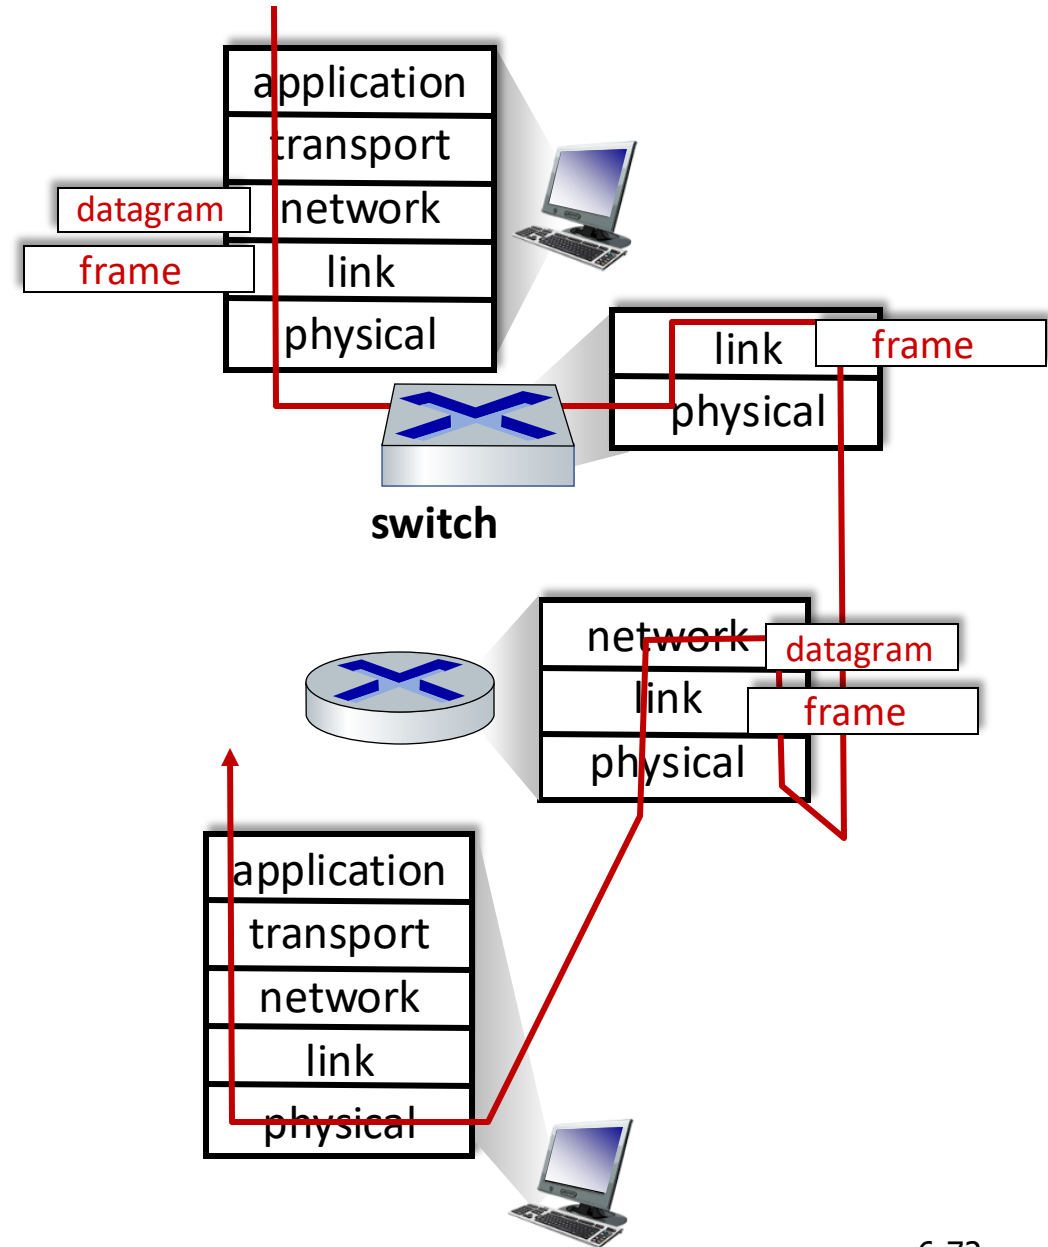 application
transport
datagram network
frame link
physical
link frame
physical
switch
network datagram
link frame
physical
application
transport
network
link
physical